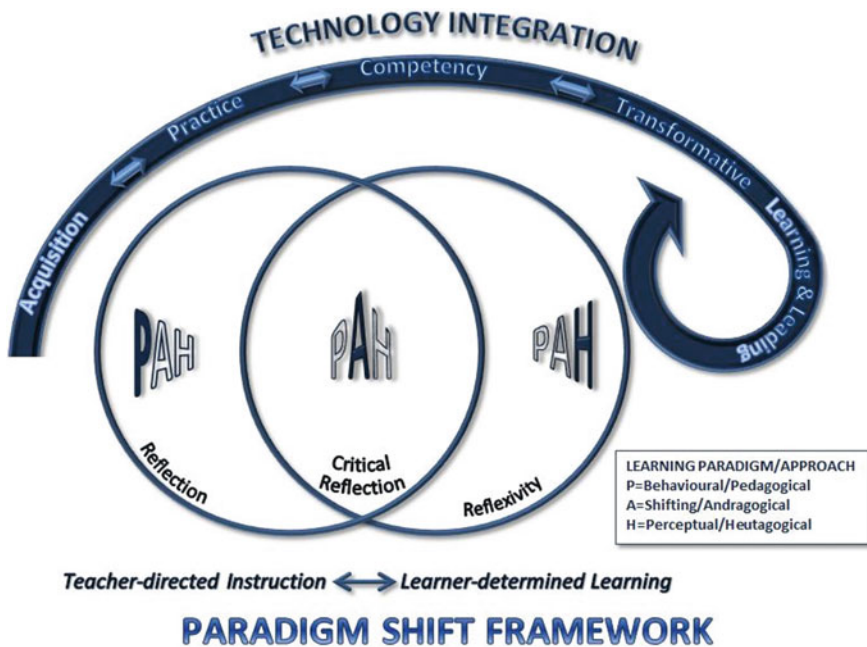 TECHNOLOGY INTEGRATION
Acquisition
Practice
Competency
Transformative
Learning & Leading
PAH
PAH
PAH
Reflection
Critical
Reflection
Reflexivity
LEARNING PARADIGM/APPROACH
P=Behavioural/Pedagogical
A=Shifting/Andragogical
H=Perceptual/Heutagogical
Teacher-directed Instruction
Learner-determined Learning
PARADIGM SHIFT FRAMEWORK